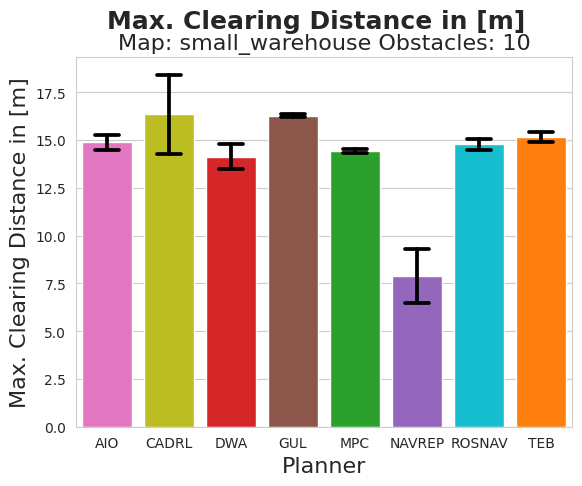 Max. Clearing Distance in [m]
Map: small_warehouse Obstacles: 10
Max. Clearing Distance in [m]
17.5
15.0
12.5
10.0
7.5
5.0
2.5
0.0
AIO CADRL DWA GUL MPC NAVREP ROSNAV TEB
Planner